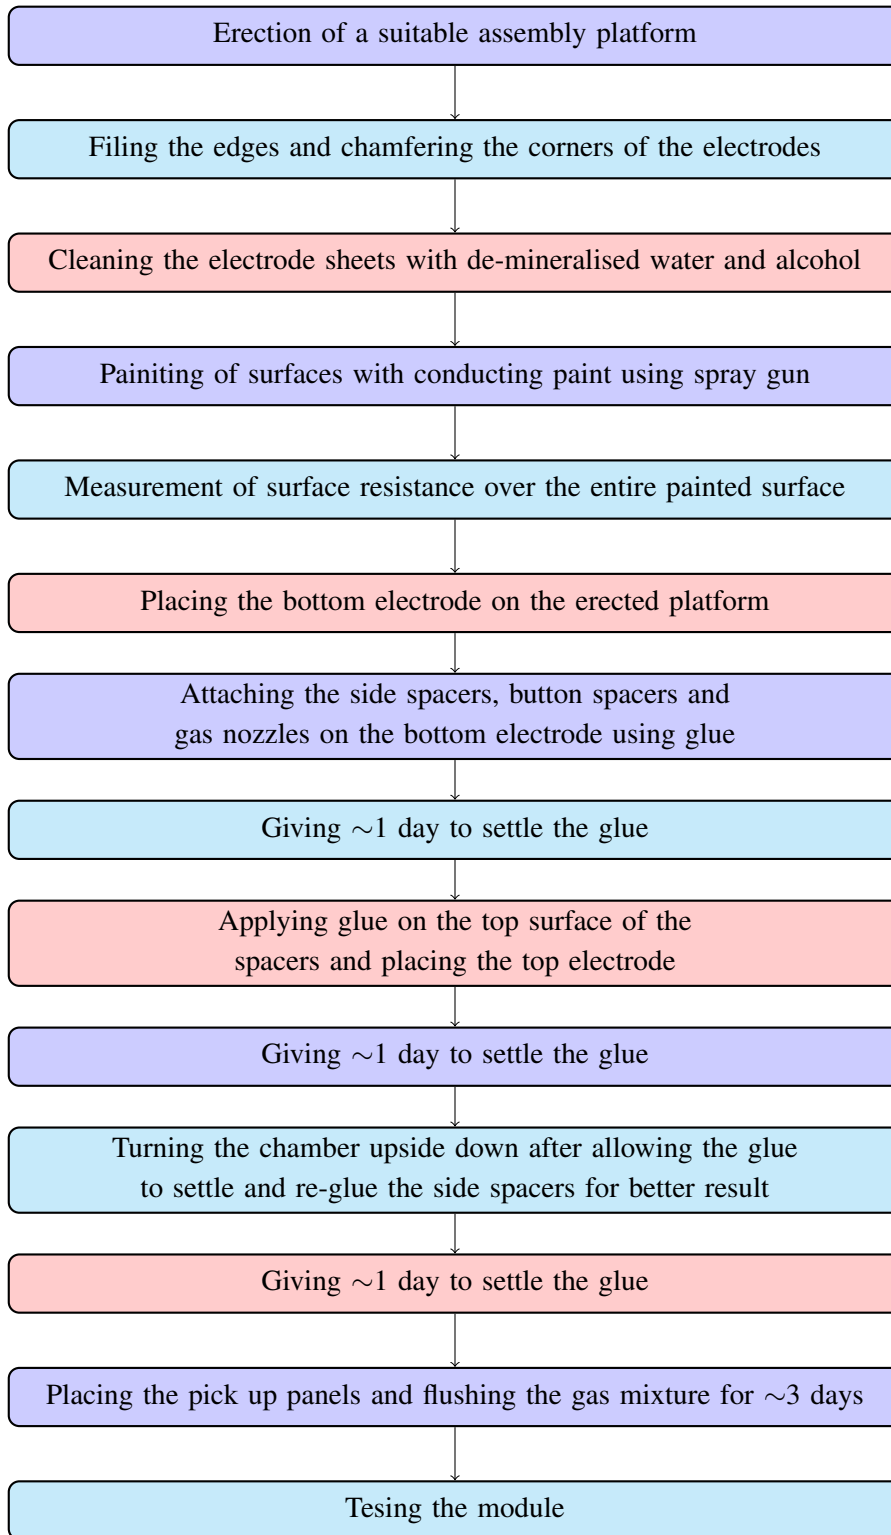 Erection of a suitable assembly platform
Filing the edges and chamfering the corners of the electrodes
Cleaning the electrode sheets with de-mineralised water and alcohol
Painiting of surfaces with conducting paint using spray gun
Measurement of surface resistance over the entire painted surface
Placing the bottom electrode on the erected platform
Attaching the side spacers, button spacers and
gas nozzles on the bottom electrode using glue
Giving ∼1 day to settle the glue
Applying glue on the top surface of the
spacers and placing the top electrode
Giving ∼1 day to settle the glue
Turning the chamber upside down after allowing the glue
to settle and re-glue the side spacers for better result
Giving ∼1 day to settle the glue
Placing the pick up panels and flushing the gas mixture for ∼3 days
Tesing the module